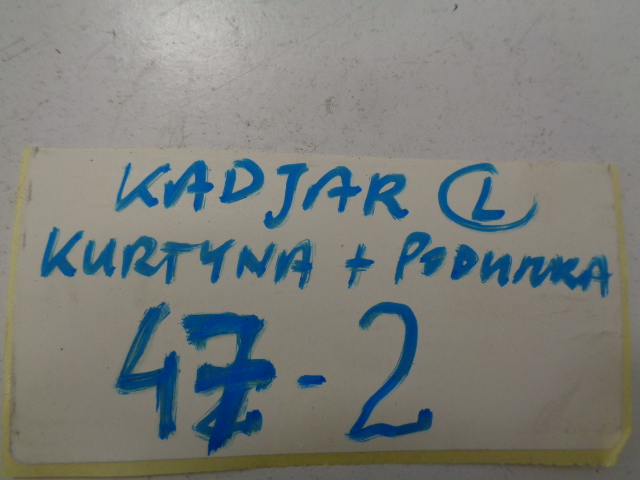 KADJAR L
KURTYNA + PODUSZKA
47-2